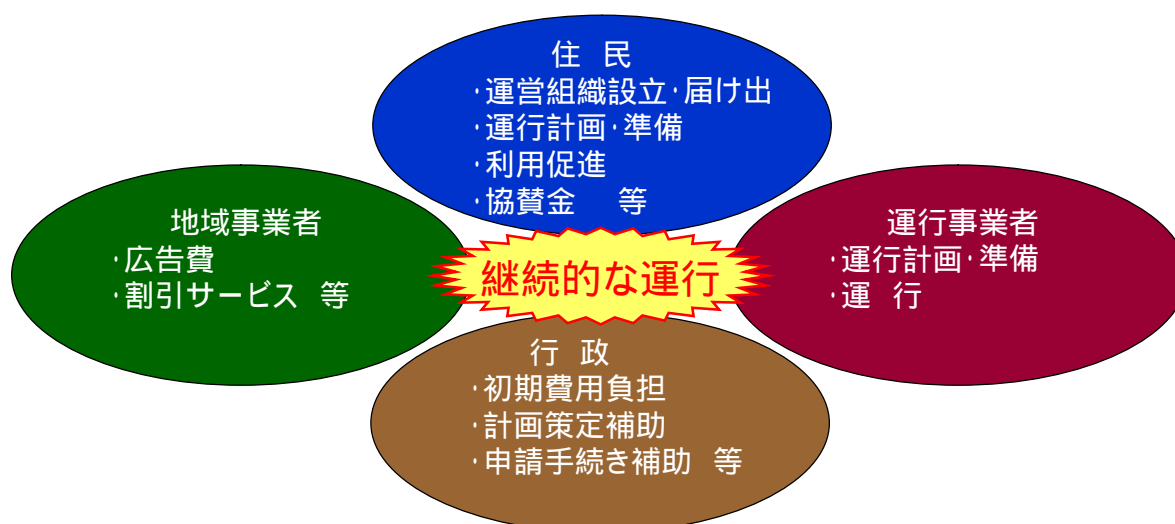 住 民
･運営組織設立･届け出
･運行計画･準備
･利用促進
･協賛金 等
地域事業者
･広告費
･割引サービス 等
継続的な運行
運行事業者
･運行計画･準備
･運 行
行 政
･初期費用負担
･計画策定補助
･申請手続き補助 等